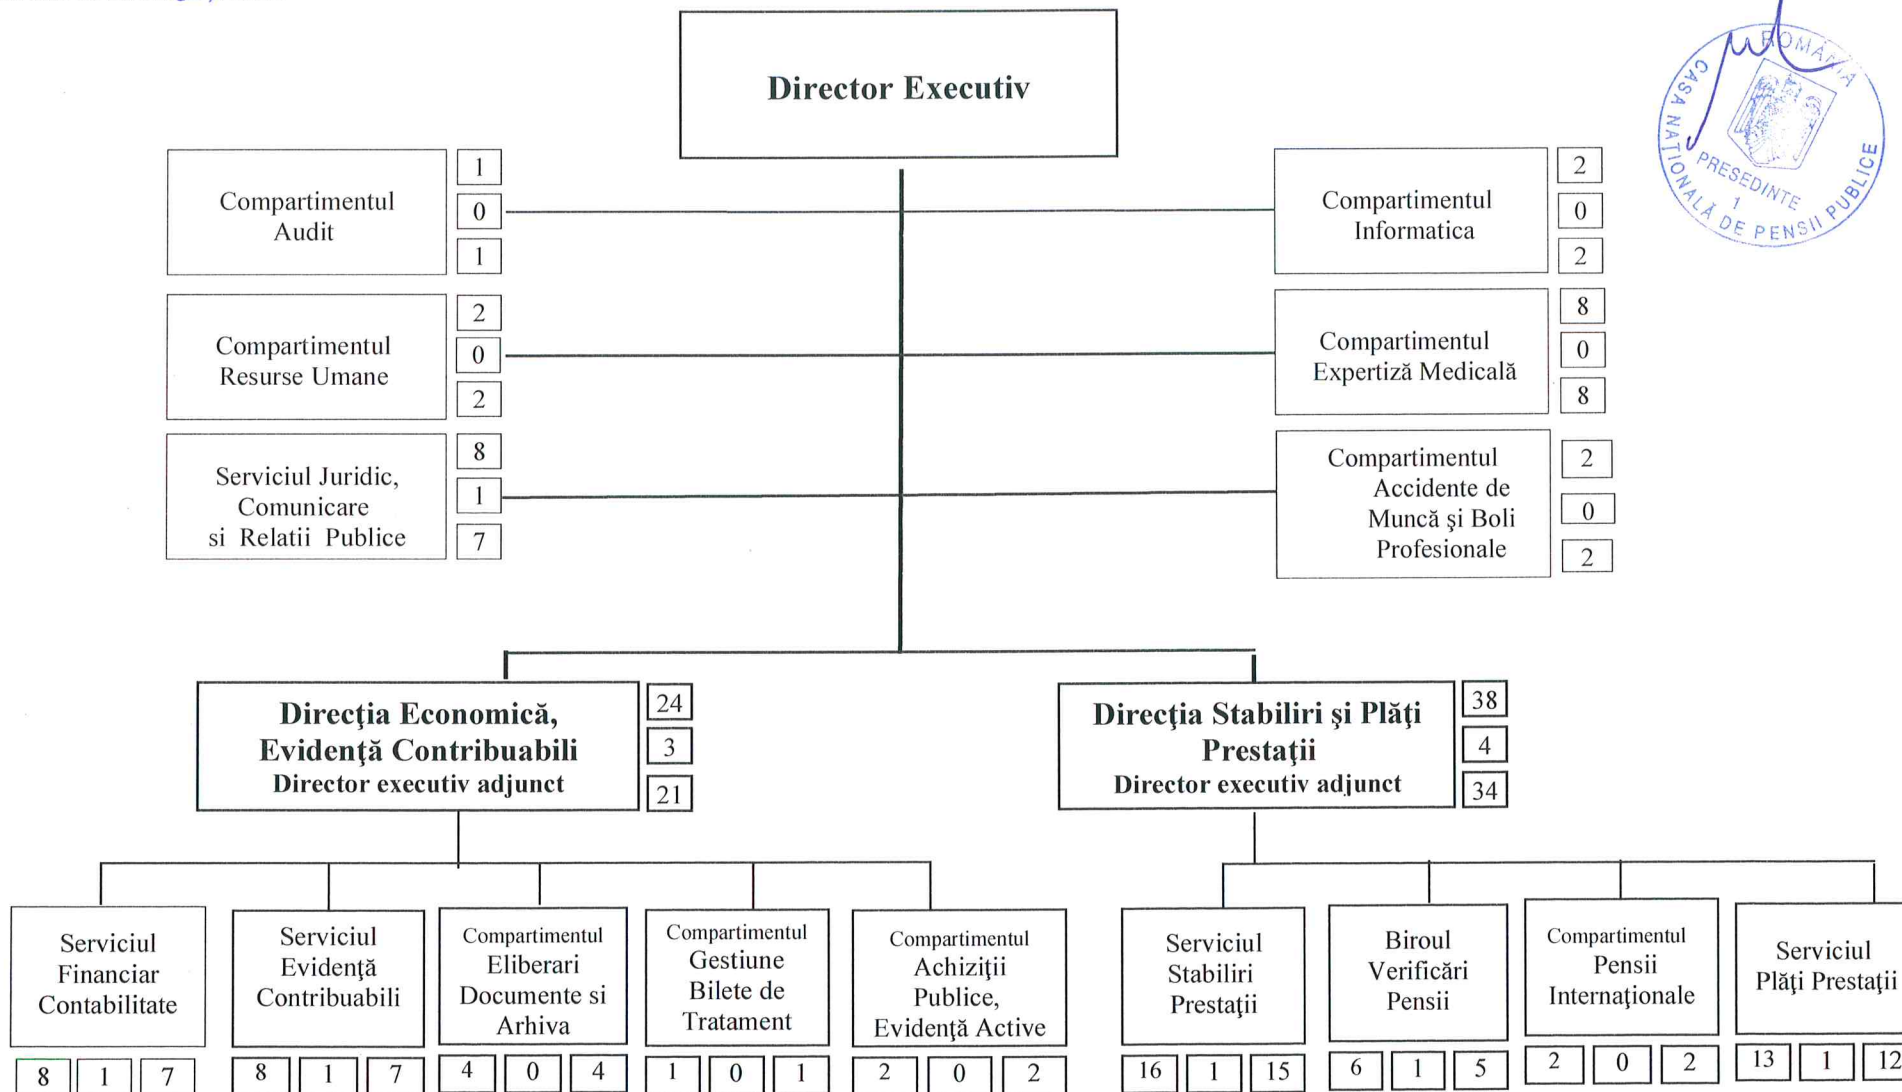 Director Executiv
ROMÂNIA
CASA NAŢIONALĂ DE PENSII PUBLICE
PRESEDINTE
1
Compartimentul
Audit
1
0
1
Compartimentul
Informatica
2
0
2
Compartimentul
Resurse Umane
2
0
2
Compartimentul
Expertiză Medicală
8
0
8
Serviciul Juridic,
Comunicare
si Relatii Publice
8
1
7
Compartimentul
Accidente de
Muncă şi Boli
Profesionale
2
0
2
Direcţia Economică,
Evidenţă Contribuabili
Director executiv adjunct
24
3
21
Direcţia Stabiliri şi Plăţi
Prestaţii
Director executiv adjunct
38
4
34
Serviciul
Financiar
Contabilitate
8 1 7
Serviciul
Evidenţă
Contribuabili
8 1 7
Compartimentul
Eliberari
Documente si
Arhiva
4 0 4
Compartimentul
Gestiune
Bilete de
Tratament
1 0 1
Compartimentul
Achiziţii
Publice,
Evidenţă Active
2 0 2
Serviciul
Stabiliri
Prestaţii
16 1 15
Biroul
Verificări
Pensii
6 1 5
Compartimentul
Pensii
Internaţionale
2 0 2
Serviciul
Plăţi Prestaţii
13 1 12